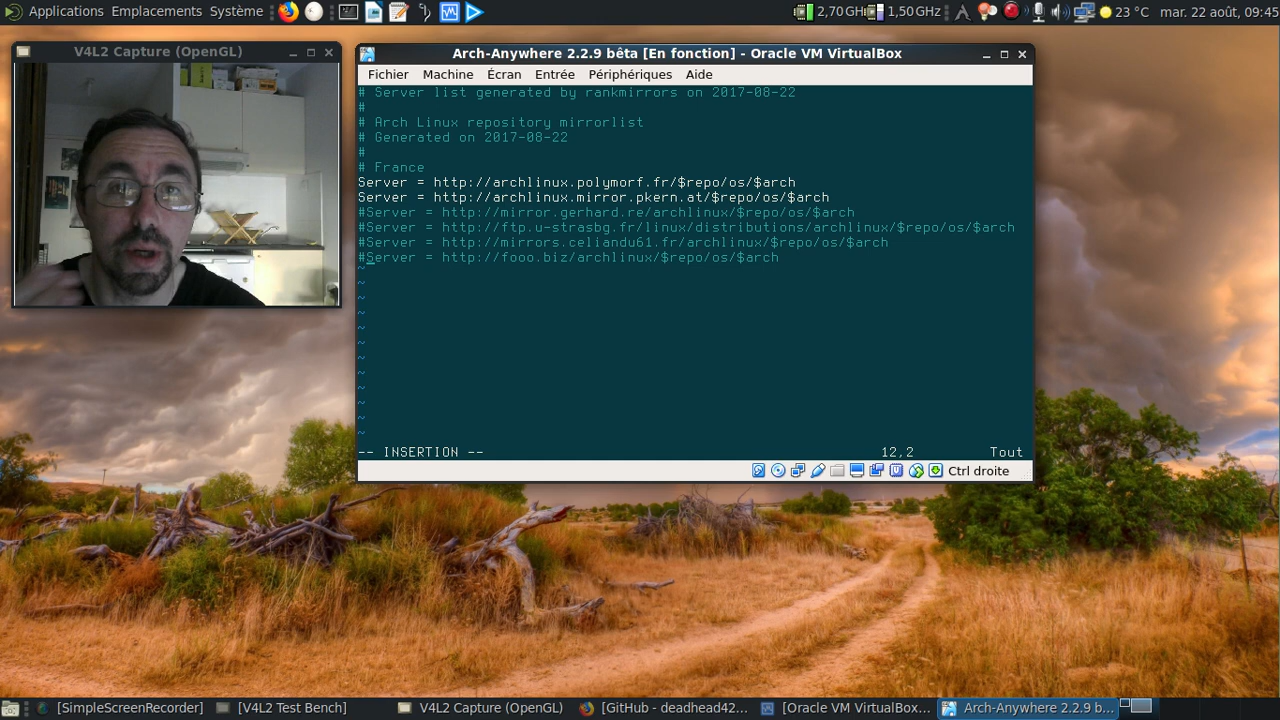 Applications Emplacements Système 2,70 GHz 1,50 GHz 23 °C mar. 22 août, 09:45
V4L2 Capture (OpenGL)
Arch-Anywhere 2.2.9 bêta [En fonction] - Oracle VM VirtualBox
Fichier Machine Écran Entrée Périphériques Aide
# Server list generated by rankmirrors on 2017-08-22
#
# Arch Linux repository mirrorlist
# Generated on 2017-08-22
#
# France
Server = http://archlinux.polymorf.fr/$repo/os/$arch
Server = http://archlinux.mirror.pkern.at/$repo/os/$arch
#Server = http://mirror.gerhard.re/archlinux/$repo/os/$arch
#Server = http://ftp.u-strasbg.fr/linux/distributions/archlinux/$repo/os/$arch
#Server = http://mirrors.celiandu61.fr/archlinux/$repo/os/$arch
#Server = http://fooo.biz/archlinux/$repo/os/$arch
~
~
~
~
~
~
~
~
~
~
~
~
-- INSERTION -- 12,2 Tout
Ctrl droite
[SimpleScreenRecorder] [V4L2 Test Bench] V4L2 Capture (OpenGL) [GitHub - deadhead42... [Oracle VM VirtualBox... Arch-Anywhere 2.2.9 b...